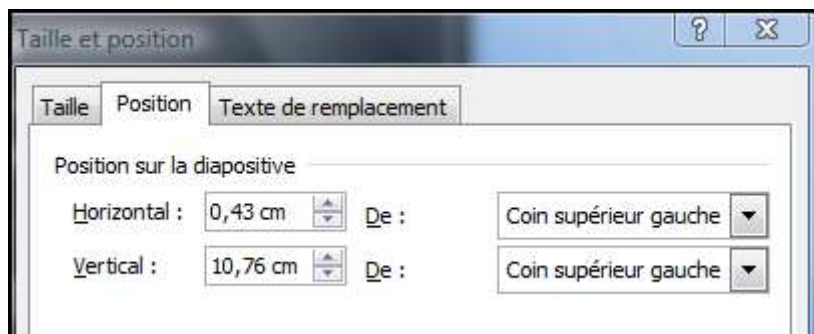 Taille et position
Taille Position Texte de remplacement
Position sur la diapositive
Horizontal : 0,43 cm De : Coin supérieur gauche
Vertical : 10,76 cm De : Coin supérieur gauche